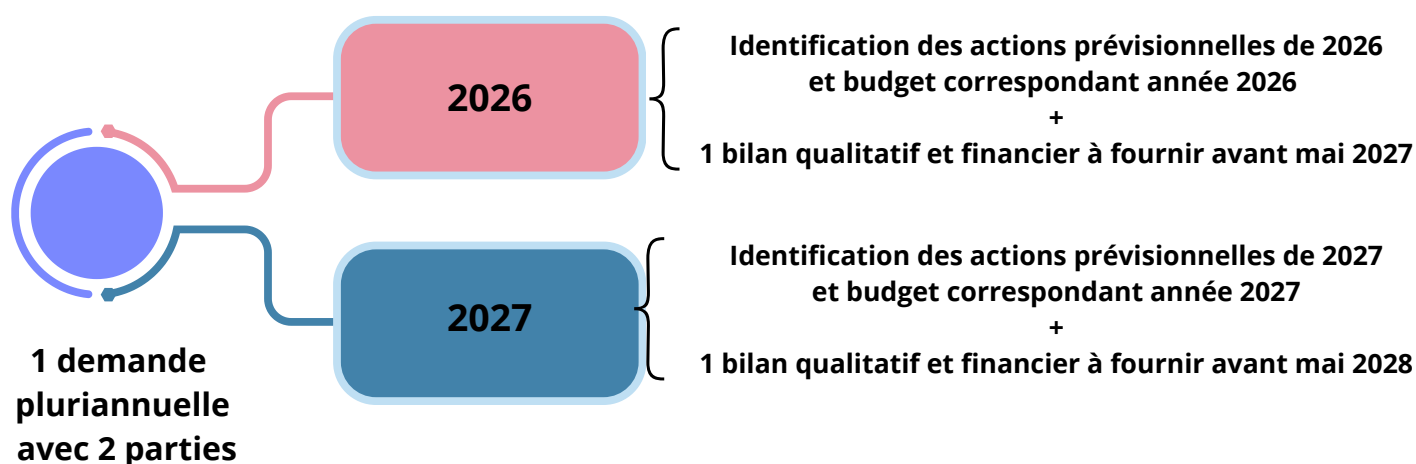 2026
Identification des actions prévisionnelles de 2026
et budget correspondant année 2026
+
1 bilan qualitatif et financier à fournir avant mai 2027
2027
Identification des actions prévisionnelles de 2027
et budget correspondant année 2027
+
1 bilan qualitatif et financier à fournir avant mai 2028
1 demande
pluriannuelle
avec 2 parties